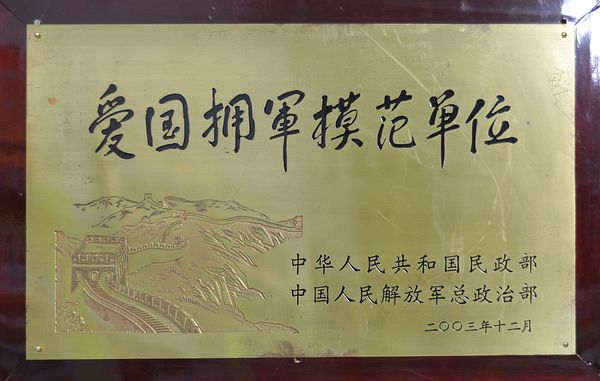 爱国拥軍模范单位
中华人民共和国民政部
中国人民解放军总政治部
二〇〇三年十二月